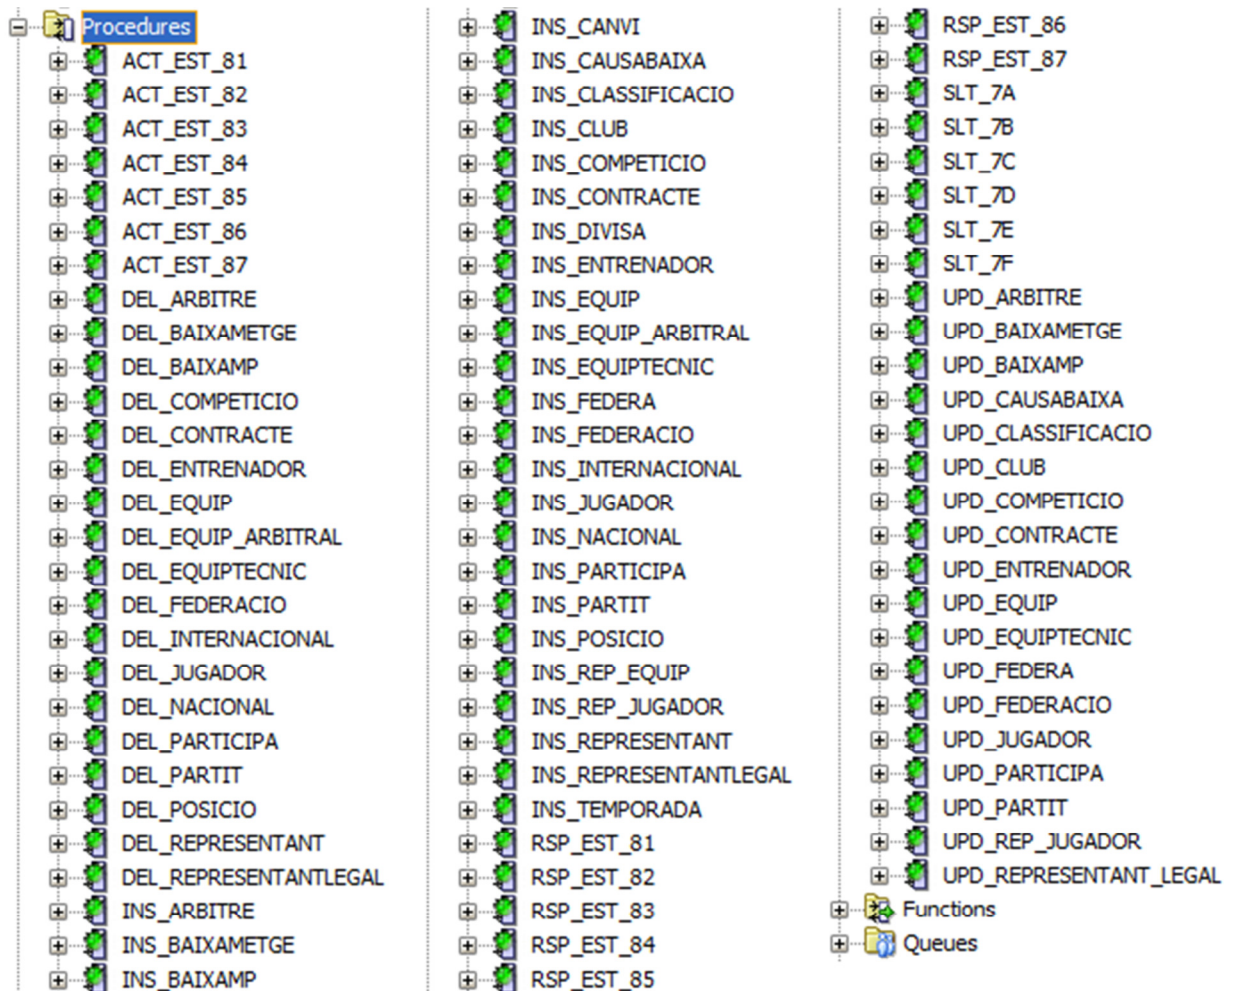 Procedures
ACT_EST_81
ACT_EST_82
ACT_EST_83
ACT_EST_84
ACT_EST_85
ACT_EST_86
ACT_EST_87
DEL_ARBITRE
DEL_BAIXAMETGE
DEL_BAIXAMP
DEL_COMPETICIO
DEL_CONTRACTE
DEL_ENTRENADOR
DEL_EQUIP
DEL_EQUIP_ARBITRAL
DEL_EQUIPTECNIC
DEL_FEDERACIO
DEL_INTERNACIONAL
DEL_JUGADOR
DEL_NACIONAL
DEL_PARTICIPA
DEL_PARTIT
DEL_POSICIO
DEL_REPRESENTANT
DEL_REPRESENTANTLEGAL
INS_ARBITRE
INS_BAIXAMETGE
INS_BAIXAMP
INS_CANVI
INS_CAUSABAIXA
INS_CLASSIFICACIO
INS_CLUB
INS_COMPETICIO
INS_CONTRACTE
INS_DIVISA
INS_ENTRENADOR
INS_EQUIP
INS_EQUIP_ARBITRAL
INS_EQUIPTECNIC
INS_FEDERA
INS_FEDERACIO
INS_INTERNACIONAL
INS_JUGADOR
INS_NACIONAL
INS_PARTICIPA
INS_PARTIT
INS_POSICIO
INS_REP_EQUIP
INS_REP_JUGADOR
INS_REPRESENTANT
INS_REPRESENTANTLEGAL
INS_TEMPORADA
RSP_EST_81
RSP_EST_82
RSP_EST_83
RSP_EST_84
RSP_EST_85
RSP_EST_86
RSP_EST_87
SLT_7A
SLT_7B
SLT_7C
SLT_7D
SLT_7E
SLT_7F
UPD_ARBITRE
UPD_BAIXAMETGE
UPD_BAIXAMP
UPD_CAUSABAIXA
UPD_CLASSIFICACIO
UPD_CLUB
UPD_COMPETICIO
UPD_CONTRACTE
UPD_ENTRENADOR
UPD_EQUIP
UPD_EQUIPTECNIC
UPD_FEDERA
UPD_FEDERACIO
UPD_JUGADOR
UPD_PARTICIPA
UPD_PARTIT
UPD_REP_JUGADOR
UPD_REPRESENTANT_LEGAL
Functions
Queues